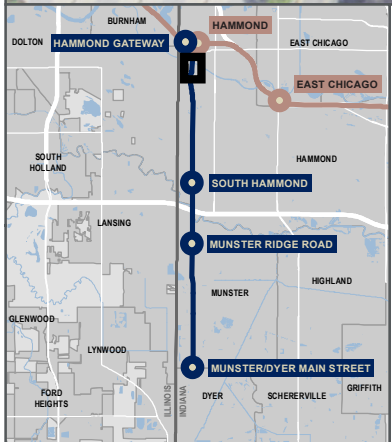 BURNHAM
HAMMOND
DOLTON
HAMMOND GATEWAY
EAST CHICAGO
EAST CHICAGO
SOUTH
HOLLAND
HAMMOND
SOUTH HAMMOND
LANSING
MUNSTER RIDGE ROAD
HIGHLAND
MUNSTER
GLENWOOD
LYNWOOD
MUNSTER/DYER MAIN STREET
FORD
HEIGHTS
ILLINOIS
INDIANA
DYER
SCHERERVILLE
GRIFFITH